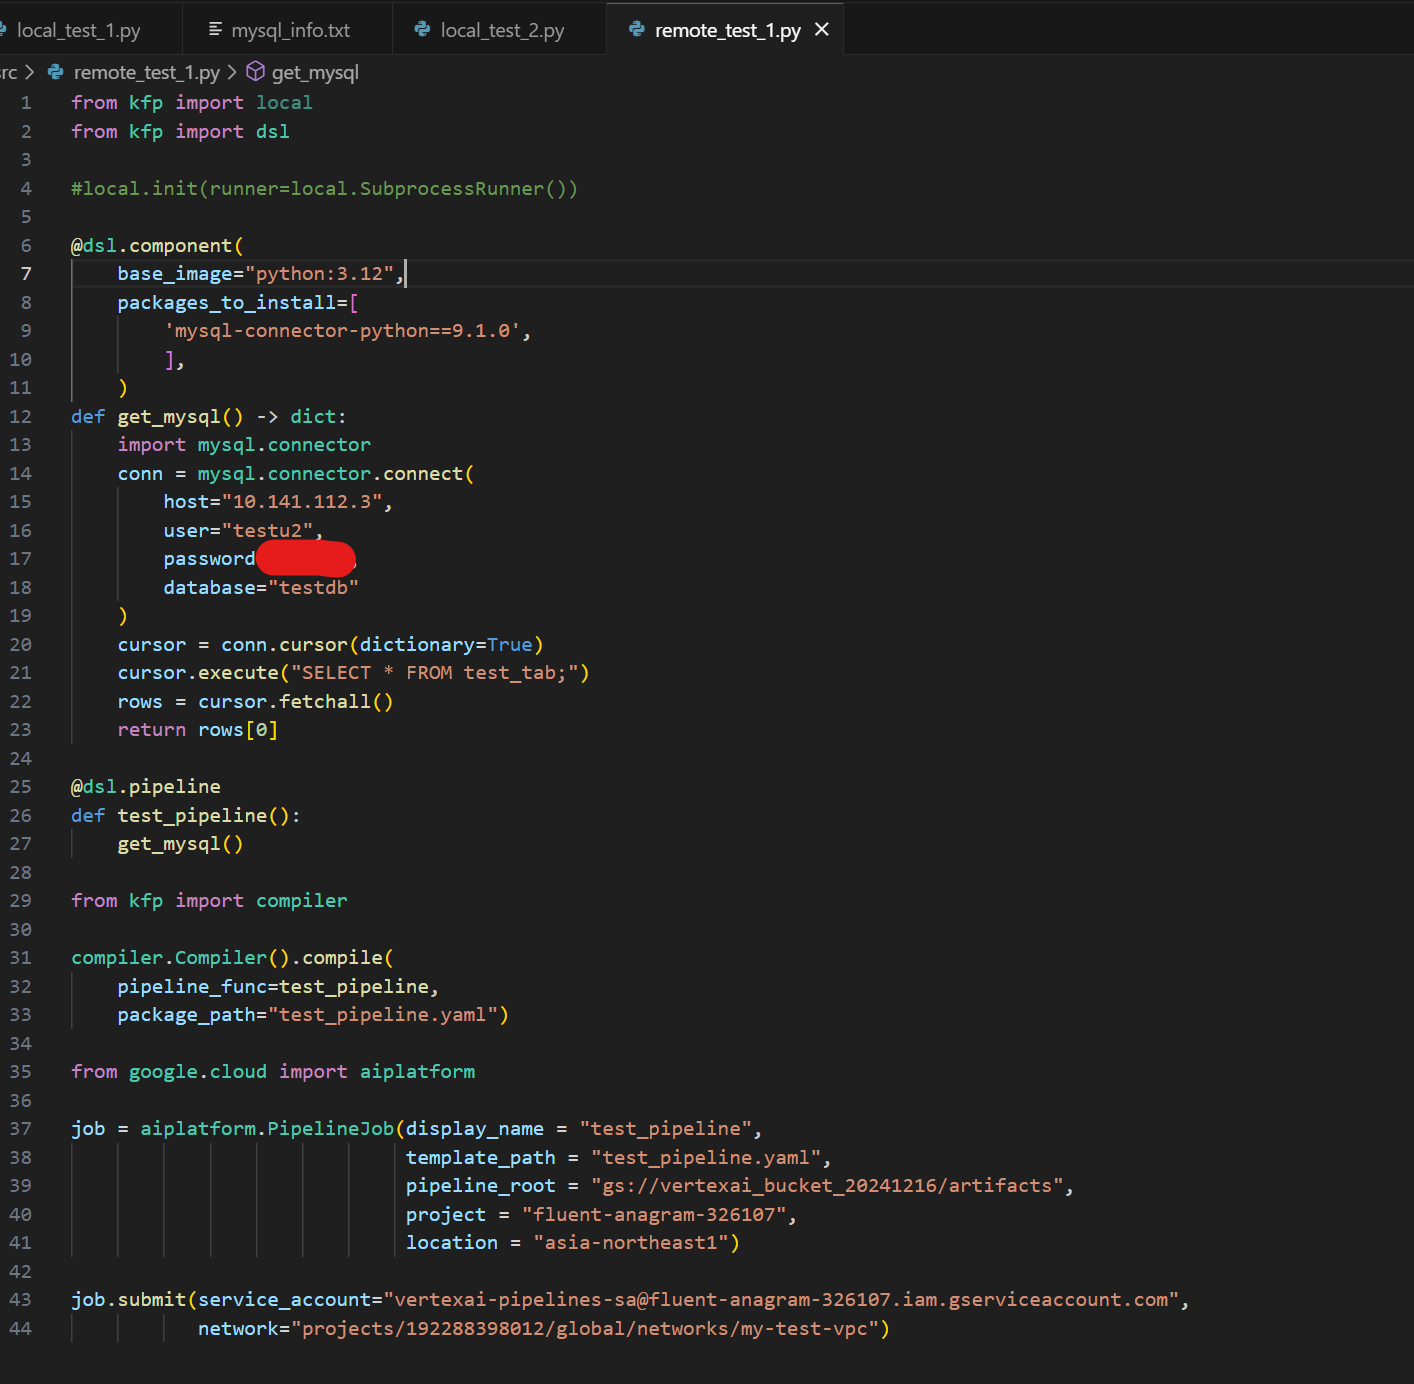 local_test_1.py
mysql_info.txt
local_test_2.py
remote_test_1.py
src > remote_test_1.py > get_mysql
1 from kfp import local
2 from kfp import dsl
3
4 #local.init(runner=local.SubprocessRunner())
5
6 @dsl.component(
7     base_image="python:3.12",
8     packages_to_install=[
9         'mysql-connector-python==9.1.0',
10         ],
11     )
12 def get_mysql() -> dict:
13     import mysql.connector
14     conn = mysql.connector.connect(
15         host="10.141.112.3",
16         user="testu2",
17         password
18         database="testdb"
19     )
20     cursor = conn.cursor(dictionary=True)
21     cursor.execute("SELECT * FROM test_tab;")
22     rows = cursor.fetchall()
23     return rows[0]
24
25 @dsl.pipeline
26 def test_pipeline():
27     get_mysql()
28
29 from kfp import compiler
30
31 compiler.Compiler().compile(
32     pipeline_func=test_pipeline,
33     package_path="test_pipeline.yaml")
34
35 from google.cloud import aiplatform
36
37 job = aiplatform.PipelineJob(display_name = "test_pipeline",
38                              template_path = "test_pipeline.yaml",
39                              pipeline_root = "gs://vertexai_bucket_20241216/artifacts",
40                              project = "fluent-anagram-326107",
41                              location = "asia-northeast1")
42
43 job.submit(service_account="vertexai-pipelines-sa@fluent-anagram-326107.iam.gserviceaccount.com",
44            network="projects/192288398012/global/networks/my-test-vpc")